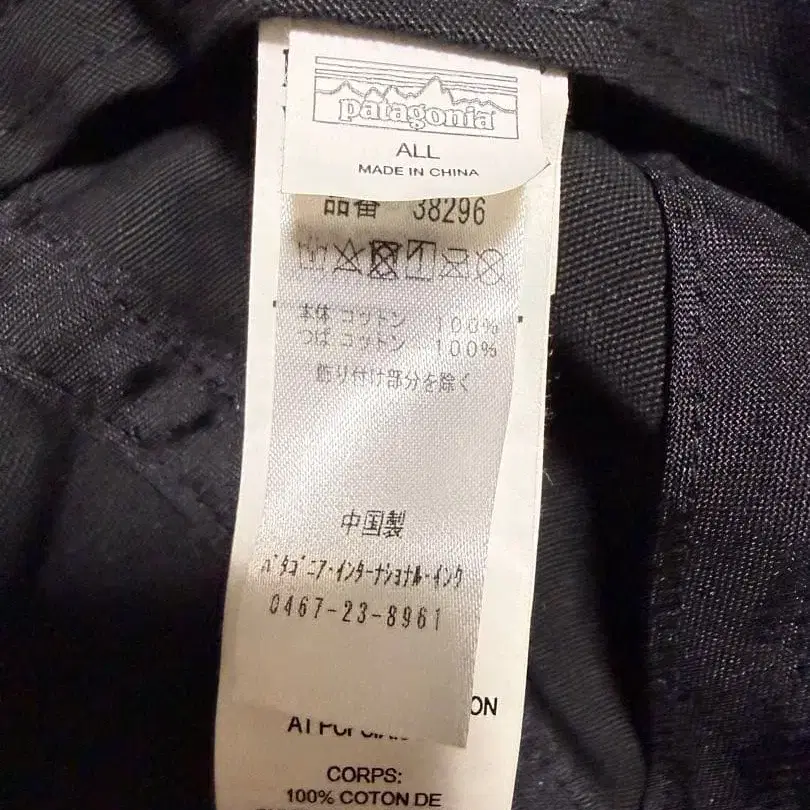 patagonia
ALL
MADE IN CHINA
品番 38296
本体 コットン 100%
つば コットン 100%
飾り付け部分を除く
中国製
パタゴニア・インターナショナル・インク
0467-23-8961
ON
CORPS:
100% COTON DE